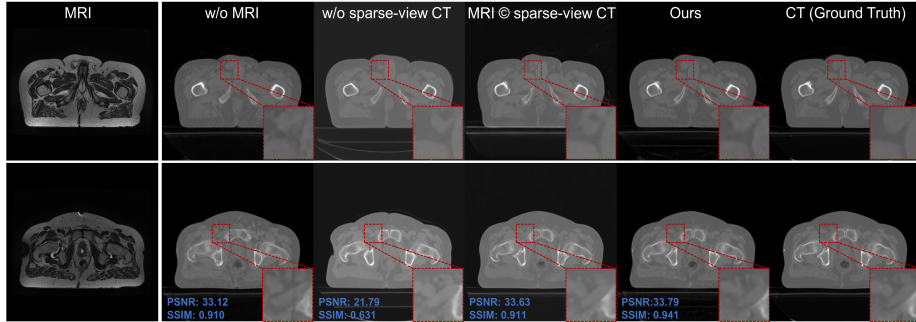 MRI
w/o MRI
w/o sparse-view CT
MRI © sparse-view CT
Ours
CT (Ground Truth)
PSNR: 33.12
SSIM: 0.910
PSNR: 21.79
SSIM: 0.631
PSNR: 33.63
SSIM: 0.911
PSNR:33.79
SSIM: 0.941